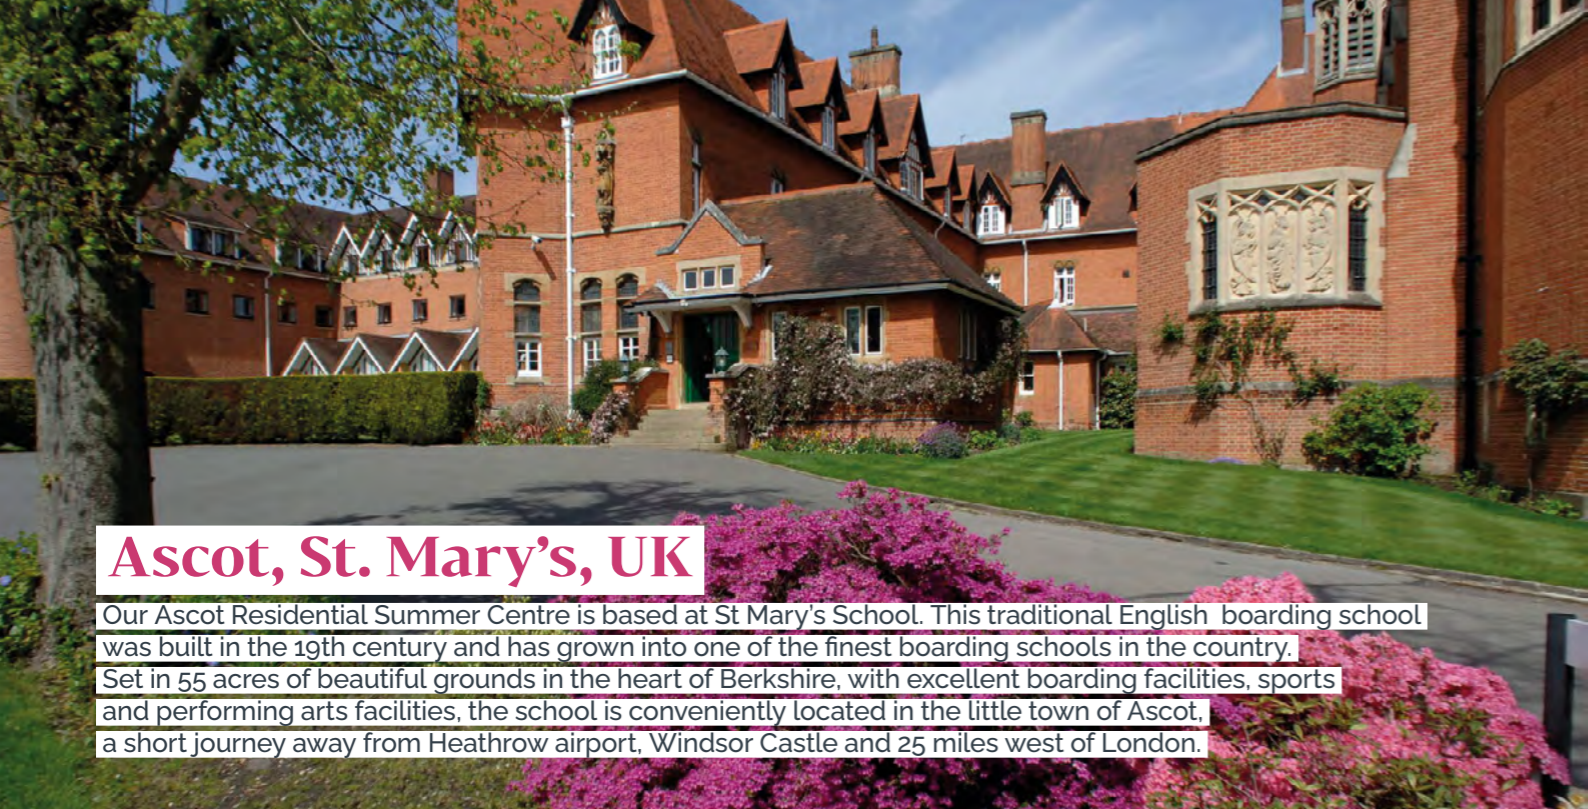 Ascot, St. Mary's, UK
Our Ascot Residential Summer Centre is based at St Mary's School. This traditional English  boarding school
was built in the 19th century and has grown into one of the finest boarding schools in the country.
Set in 55 acres of beautiful grounds in the heart of Berkshire, with excellent boarding facilities, sports
and performing arts facilities, the school is conveniently located in the little town of Ascot,
a short journey away from Heathrow airport, Windsor Castle and 25 miles west of London.